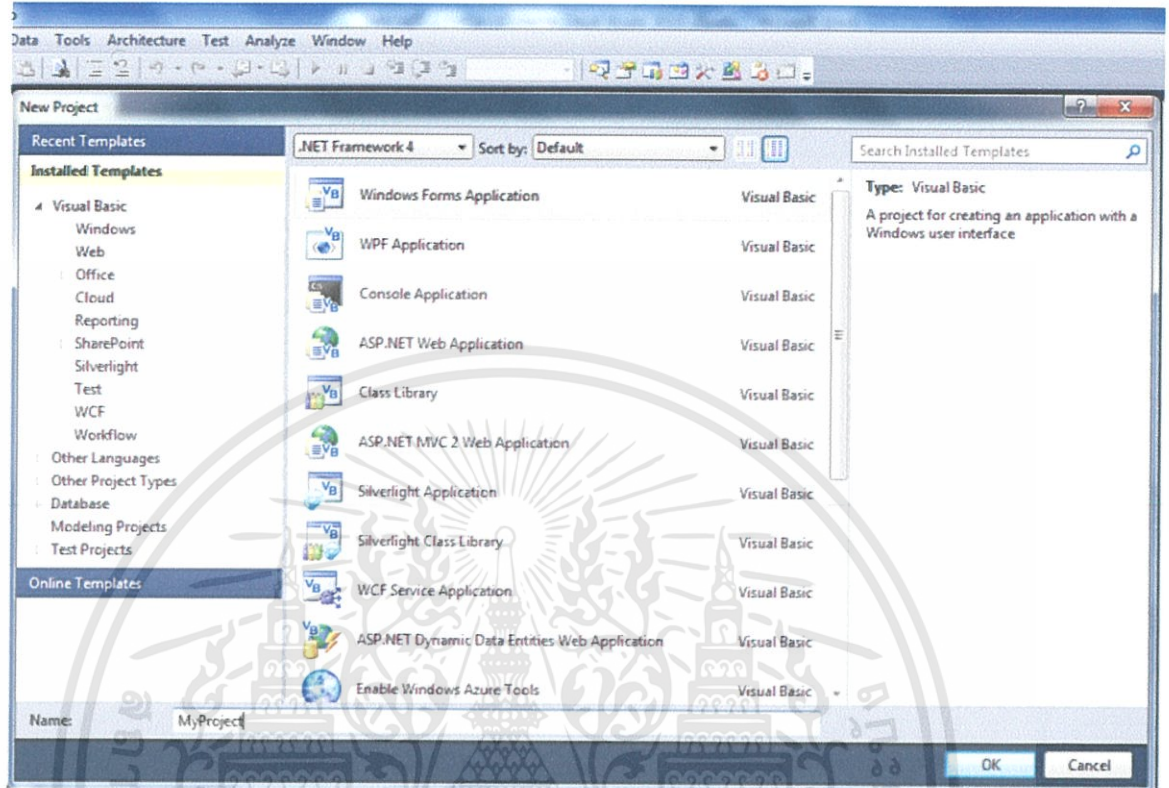 Data Tools Architecture Test Analyze Window Help
New Project
Recent Templates
.NET Framework 4 Sort by: Default
Search Installed Templates
Installed Templates
Visual Basic
Windows
Web
Office
Cloud
Reporting
SharePoint
Silverlight
Test
WCF
Workflow
Other Languages
Other Project Types
Database
Modeling Projects
Test Projects
Online Templates
Windows Forms Application Visual Basic
WPF Application Visual Basic
Console Application Visual Basic
ASP.NET Web Application Visual Basic
Class Library Visual Basic
ASP.NET MVC 2 Web Application Visual Basic
Silverlight Application Visual Basic
Silverlight Class Library Visual Basic
WCF Service Application Visual Basic
ASP.NET Dynamic Data Entities Web Application Visual Basic
Enable Windows Azure Tools Visual Basic
Type: Visual Basic
A project for creating an application with a
Windows user interface
Name: MyProject
OK Cancel